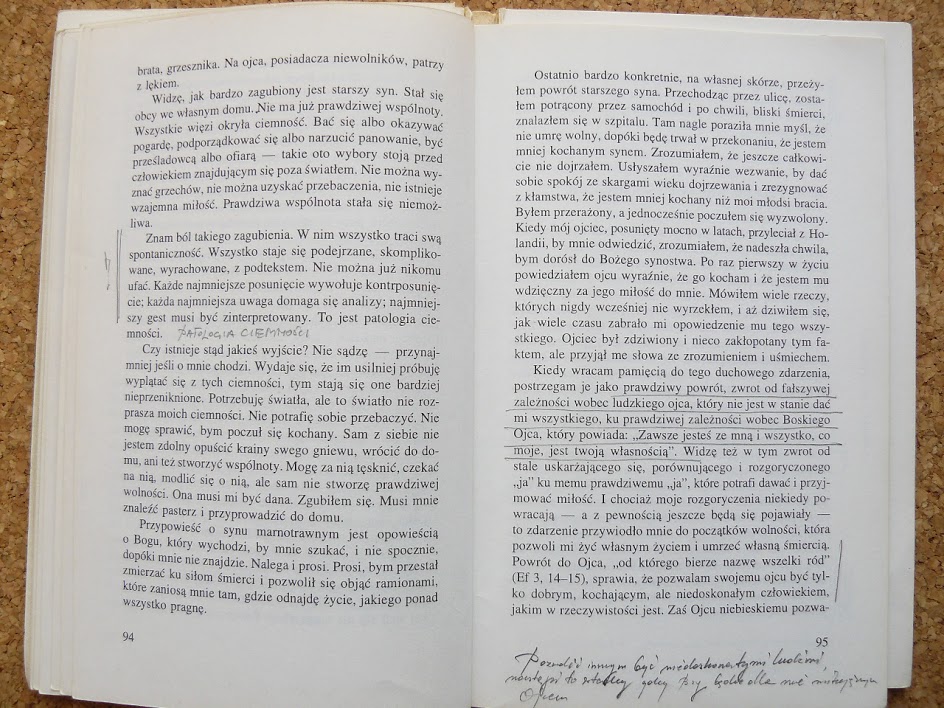 brata, grzesznika. Na ojca, posiadacza niewolników, patrzy
z lękiem.
Widzę, jak bardzo zagubiony jest starszy syn. Stał się
obcy we własnym domu. Nie ma już prawdziwej wspólnoty.
Wszystkie więzi okryła ciemność. Bać się albo okazywać
pogardę, podporządkować się albo narzucić panowanie, być
prześladowcą albo ofiarą — takie oto wybory stoją przed
człowiekiem znajdującym się poza światłem. Nie można wy-
znać grzechów, nie można uzyskać przebaczenia, nie istnieje
wzajemna miłość. Prawdziwa wspólnota stała się niemoż-
liwa.
Znam ból takiego zagubienia. W nim wszystko traci swą
spontaniczność. Wszystko staje się podejrzane, skompliko-
wane, wyrachowane, z podtekstem. Nie można już nikomu
ufać. Każde najmniejsze posunięcie wywołuje kontrposunię-
cie; każda najmniejsza uwaga domaga się analizy; najmniej-
szy gest musi być zinterpretowany. To jest patologia cie-
mności. PATOLOGIA CIEMNOŚCI
Czy istnieje stąd jakieś wyjście? Nie sądzę — przynaj-
mniej jeśli o mnie chodzi. Wydaje się, że im usilniej próbuję
wyplątać się z tych ciemności, tym stają się one bardziej
nieprzeniknione. Potrzebuję światła, ale to światło nie roz-
prasza moich ciemności. Nie potrafię sobie przebaczyć. Nie
mogę sprawić, bym poczuł się kochany. Sam z siebie nie
jestem zdolny opuścić krainy swego gniewu, wrócić do do-
mu, ani też stworzyć wspólnoty. Mogę za nią tęsknić, czekać
na nią, modlić się o nią, ale sam nie stworzę prawdziwej
wolności. Ona musi mi być dana. Zgubiłem się. Musi mnie
znaleźć pasterz i przyprowadzić do domu.
Przypowieść o synu marnotrawnym jest opowieścią
o Bogu, który wychodzi, by mnie szukać, i nie spocznie,
dopóki mnie nie znajdzie. Nalega i prosi. Prosi, bym przestał
zmierzać ku siłom śmierci i pozwolił się objąć ramionami,
które zaniosą mnie tam, gdzie odnajdę życie, jakiego ponad
wszystko pragnę.
94
Ostatnio bardzo konkretnie, na własnej skórze, przeży-
łem powrót starszego syna. Przechodząc przez ulicę, zosta-
łem potrącony przez samochód i po chwili, bliski śmierci,
znalazłem się w szpitalu. Tam nagle poraziła mnie myśl, że
nie umrę wolny, dopóki będę trwał w przekonaniu, że jestem
mniej kochanym synem. Zrozumiałem, że jeszcze całkowi-
cie nie dojrzałem. Usłyszałem wyraźnie wezwanie, by dać
sobie spokój ze skargami wieku dojrzewania i zrezygnować
z kłamstwa, że jestem mniej kochany niż moi młodsi bracia.
Byłem przerażony, a jednocześnie poczułem się wyzwolony.
Kiedy mój ojciec, posunięty mocno w latach, przyleciał z Ho-
landii, by mnie odwiedzić, zrozumiałem, że nadeszła chwila,
bym dorósł do Bożego synostwa. Po raz pierwszy w życiu
powiedziałem ojcu wyraźnie, że go kocham i że jestem mu
wdzięczny za jego miłość do mnie. Mówiłem wiele rzeczy,
których nigdy wcześniej nie wyrzekłem, i aż dziwiłem się,
jak wiele czasu zabrało mi opowiedzenie mu tego wszy-
stkiego. Ojciec był zdziwiony i nieco zakłopotany tym fa-
ktem, ale przyjął me słowa ze zrozumieniem i uśmiechem.
Kiedy wracam pamięcią do tego duchowego zdarzenia,
postrzegam je jako prawdziwy powrót, zwrot od fałszywej
zależności wobec ludzkiego ojca, który nie jest w stanie dać
mi wszystkiego, ku prawdziwej zależności wobec Boskiego
Ojca, który powiada: „Zawsze jesteś ze mną i wszystko, co
moje, jest twoją własnością”. Widzę też w tym zwrot od
stale uskarżającego się, porównującego i rozgoryczonego
„ja” ku memu prawdziwemu „ja”, które potrafi dawać i przyj-
mować miłość. I chociaż moje rozgoryczenia niekiedy po-
wracają — a z pewnością jeszcze będą się pojawiały —
to zdarzenie przywiodło mnie do początków wolności, która
pozwoli mi żyć własnym życiem i umrzeć własną śmiercią.
Powrót do Ojca, „od którego bierze nazwę wszelki ród”
(Ef 3, 14–15), sprawia, że pozwalam swojemu ojcu być tyl-
ko dobrym, kochającym, ale niedoskonałym człowiekiem,
jakim w rzeczywistości jest. Zaś Ojcu niebieskiemu pozwa-
95
Pozwolić innym być niedoskonałymi ludźmi,
to gdy będzie dla mnie
Ojcem